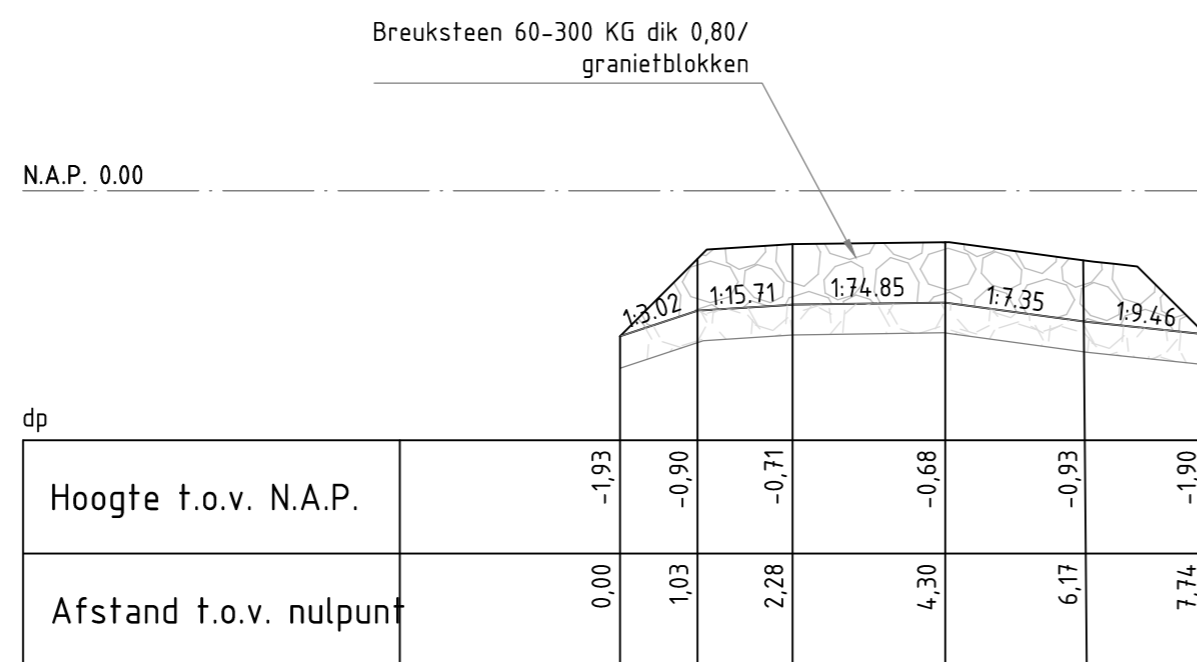 Breuksteen 60-300 KG dik 0,80/
granietblokken
N.A.P. 0.00
1:3.02 1:15.71 1:74.85 1:7.35 1:9.46
dp
Hoogte t.o.v. N.A.P. -1,93 -0,90 -0,71 -0,68 -0,93 -1,90
Afstand t.o.v. nulpunt 0,00 1,03 2,28 4,30 6,17 7,74